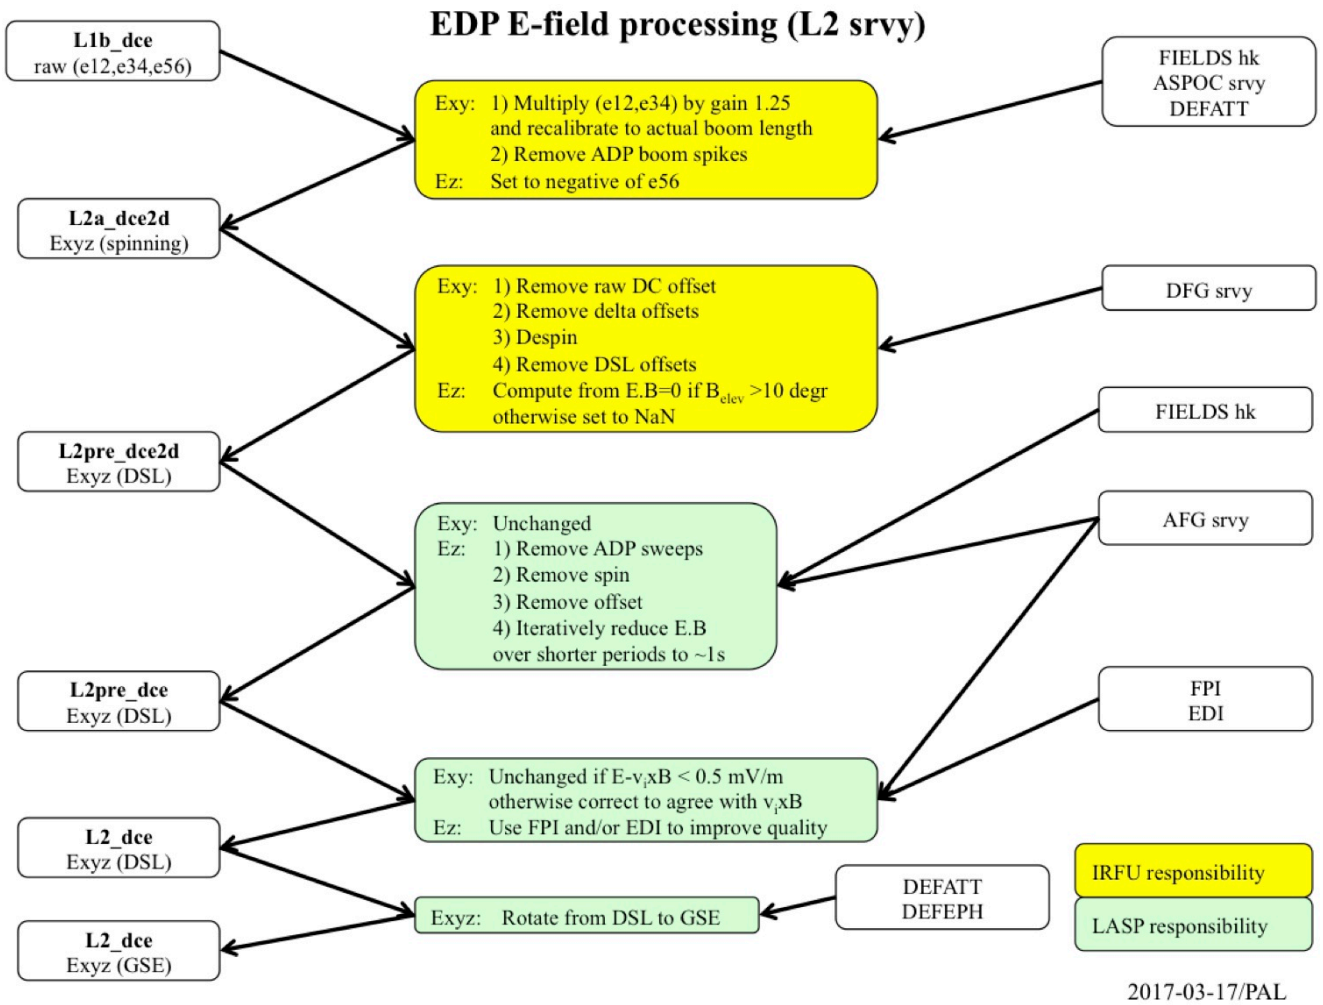 EDP E-field processing (L2 srvy)
L1b_dce
raw (e12,e34,e56)
FIELDS hk
ASPOC srvy
DEFATT
Exy: 1) Multiply (e12,e34) by gain 1.25
and recalibrate to actual boom length
2) Remove ADP boom spikes
Ez: Set to negative of e56
L2a_dce2d
Exyz (spinning)
Exy: 1) Remove raw DC offset
2) Remove delta offsets
3) Despin
4) Remove DSL offsets
Ez: Compute from E.B=0 if Belev >10 degr
otherwise set to NaN
DFG srvy
L2pre_dce2d
Exyz (DSL)
FIELDS hk
AFG srvy
Exy: Unchanged
Ez: 1) Remove ADP sweeps
2) Remove spin
3) Remove offset
4) Iteratively reduce E.B
over shorter periods to ~1s
L2pre_dce
Exyz (DSL)
FPI
EDI
Exy: Unchanged if E-vixB < 0.5 mV/m
otherwise correct to agree with vixB
Ez: Use FPI and/or EDI to improve quality
L2_dce
Exyz (DSL)
DEFATT
DEFEPH
Exyz: Rotate from DSL to GSE
L2_dce
Exyz (GSE)
IRFU responsibility
LASP responsibility
2017-03-17/PAL